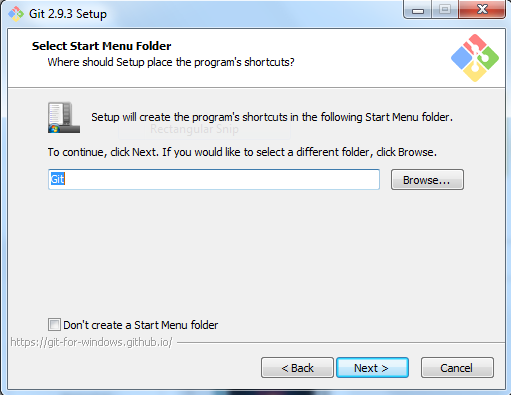 Git 2.9.3 Setup
Select Start Menu Folder
Where should Setup place the program's shortcuts?
Setup will create the program's shortcuts in the following Start Menu folder.
Rectangular Snip
To continue, click Next. If you would like to select a different folder, click Browse.
Git
Browse...
Don't create a Start Menu folder
https://git-for-windows.github.io/
< Back
Next >
Cancel